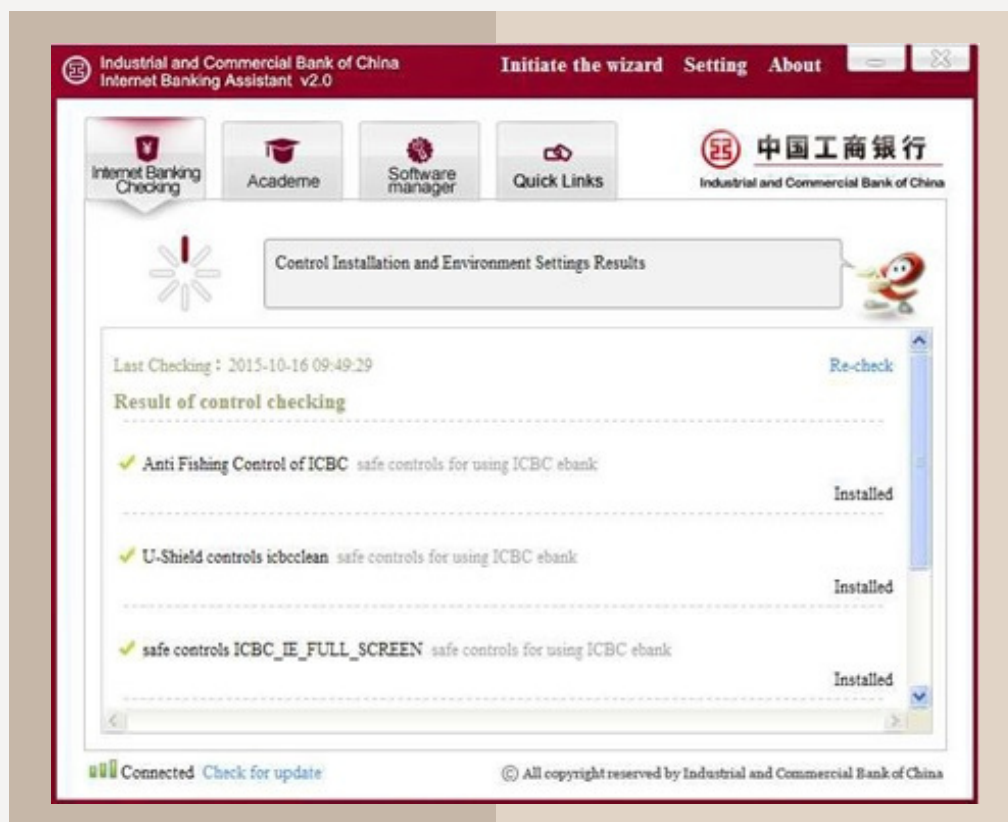 Industrial and Commercial Bank of China
Internet Banking Assistant v2.0
Initiate the wizard Setting About
Internet Banking
Checking
Academe
Software
manager
Quick Links
中国工商银行
Industrial and Commercial Bank of China
Control Installation and Environment Settings Results
Last Checking: 2015-10-16 09:49:29
Re-check
Result of control checking
Anti Fishing Control of ICBC safe controls for using ICBC ebank
Installed
U-Shield controls icbcclean safe controls for using ICBC ebank
Installed
safe controls ICBC_IE_FULL_SCREEN safe controls for using ICBC ebank
Installed
Connected Check for update
© All copyright reserved by Industrial and Commercial Bank of China